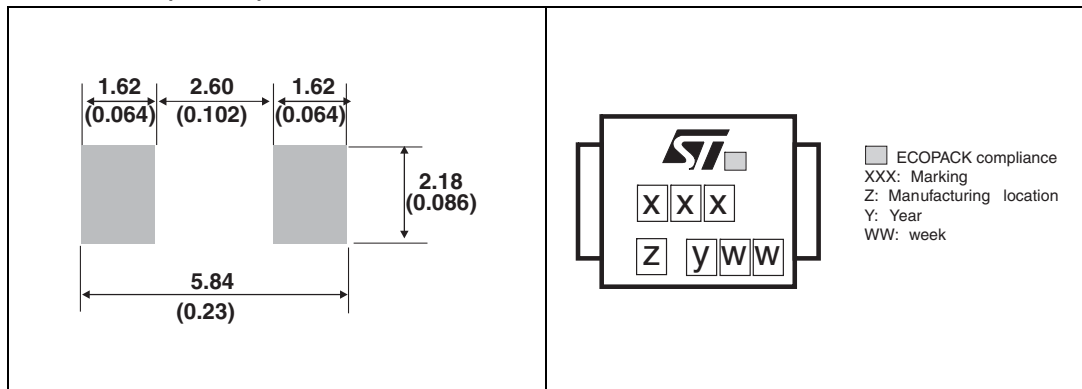 1.62 2.60 1.62
(0.064) (0.102) (0.064)
2.18
(0.086)
5.84
(0.23)
ST
x x x
z y w w
ECOPACK compliance
XXX: Marking
Z: Manufacturing location
Y: Year
WW: week